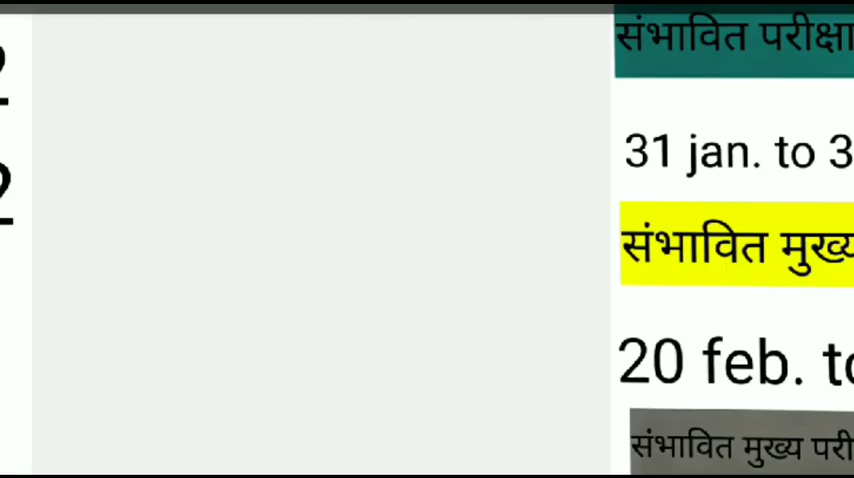 संभावित परीक्षा
31 jan. to 3
संभावित मुख्य
20 feb. to
संभावित मुख्य परी